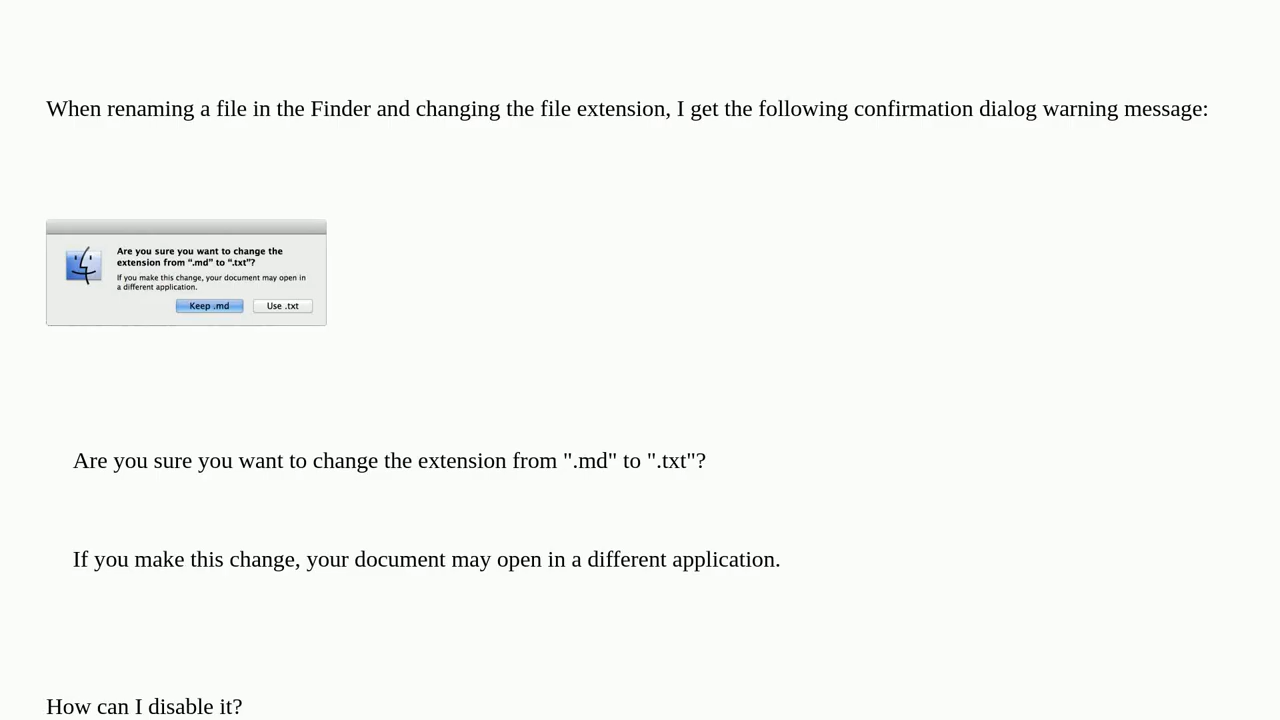 When renaming a file in the Finder and changing the file extension, I get the following confirmation dialog warning message:
Are you sure you want to change the
extension from “.md” to “.txt”?
If you make this change, your document may open in
a different application.
Keep .md
Use .txt
Are you sure you want to change the extension from ".md" to ".txt"?
If you make this change, your document may open in a different application.
How can I disable it?